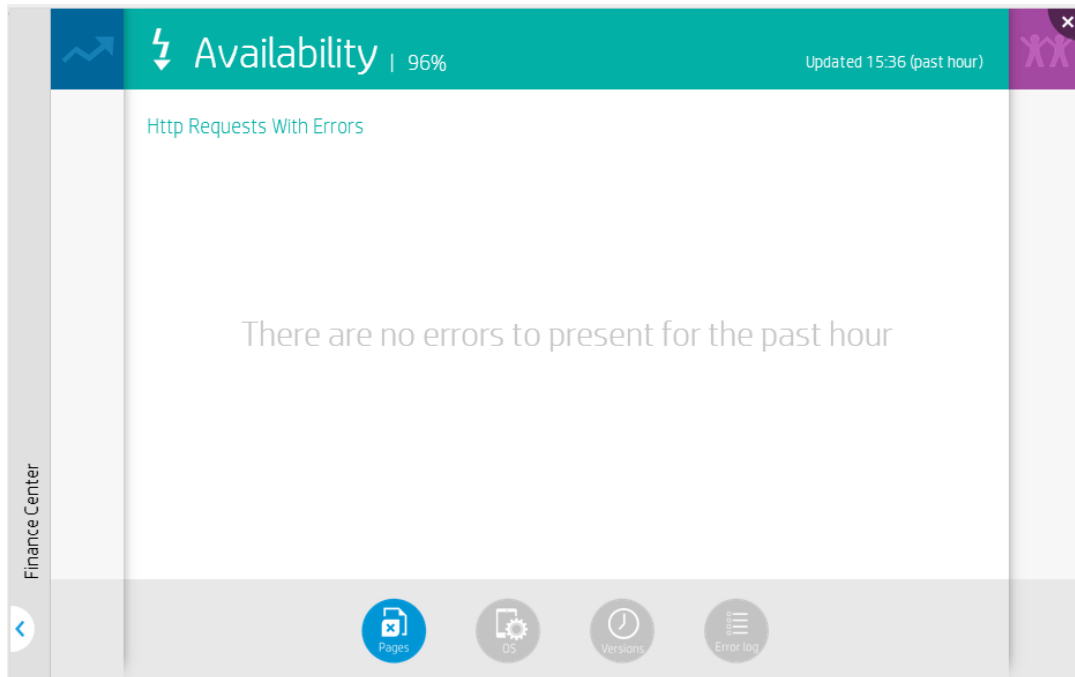 Availability | 96%
Updated 15:36 (past hour)
Http Requests With Errors
There are no errors to present for the past hour
Finance Center
Pages
OS
Versions
Error log